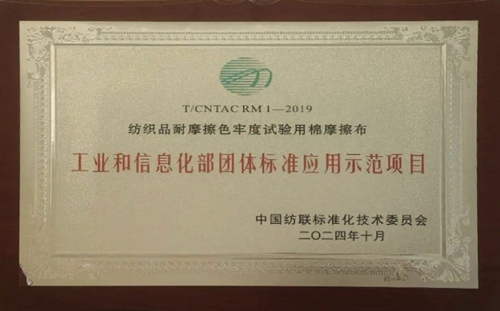 T/CNTAC RM 1—2019
纺织品耐摩擦色牢度试验用棉摩擦布
工业和信息化部团体标准应用示范项目
中国纺联标准化技术委员会
二〇二四年十月